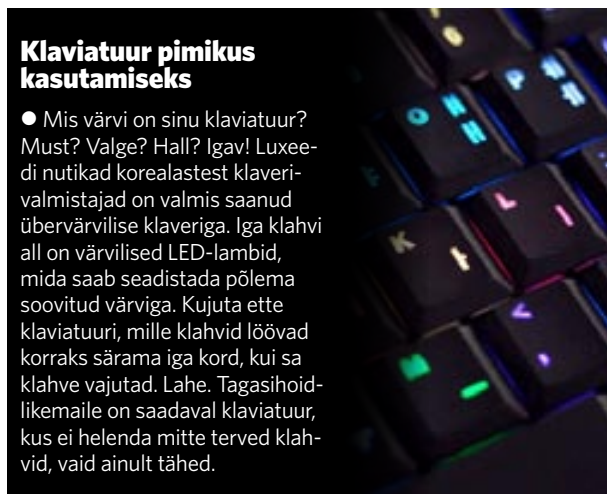 Klaviatuur pimikus
kasutamiseks
● Mis värvi on sinu klaviatuur?
Must? Valge? Hall? Igav! Luxee-
di nutikad korealastest klaveri-
valmistajad on valmis saanud
übervärvilise klaveriga. Iga klahvi
all on värvilised LED-lambid,
mida saab seadistada põlema
soovitud värviga. Kujuta ette
klaviatuuri, mille klahvid löövad
korraks särama iga kord, kui sa
klahve vajutad. Lahe. Tagasihoid-
likemaile on saadaval klaviatuur,
kus ei helenda mitte terved klah-
vid, vaid ainult tähed.
O
K
L
M